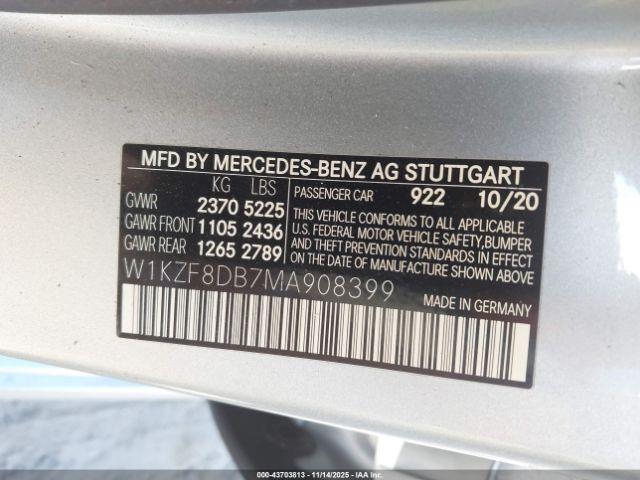 MFD BY MERCEDES-BENZ AG STUTTGART
KG LBS
GVWR 2370 5225
GAWR FRONT 1105 2436
GAWR REAR 1265 2789
PASSENGER CAR 922 10/20
THIS VEHICLE CONFORMS TO ALL APPLICABLE
U.S. FEDERAL MOTOR VEHICLE SAFETY, BUMPER
AND THEFT PREVENTION STANDARDS IN EFFECT
ON THE DATE OF MANUFACTURE SHOWN ABOVE.
W1KZF8DB7MA908399
MADE IN GERMANY
000-43703813 - 11/14/2025 - IAAI.COM